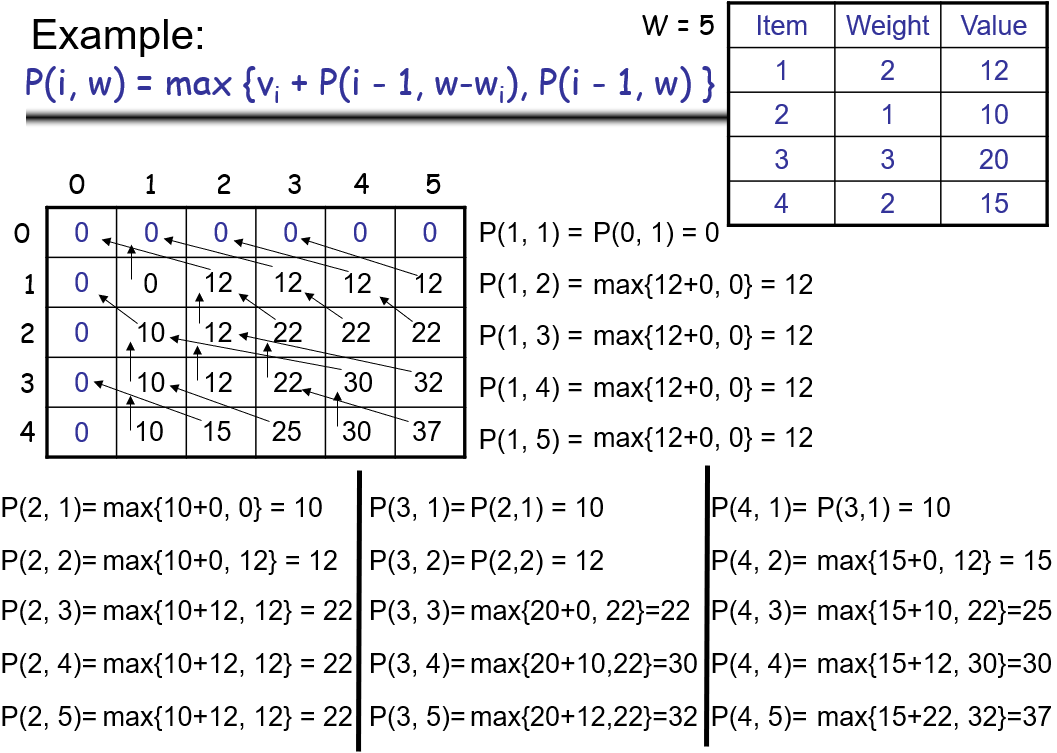 Example:
W = 5
P(i, w) = max {vi + P(i - 1, w-wi), P(i - 1, w) }
Item Weight Value
1 2 12
2 1 10
3 3 20
4 2 15
0 1 2 3 4 5
0 0 0 0 0 0 0
1 0 0 12 12 12 12
2 0 10 12 22 22 22
3 0 10 12 22 30 32
4 0 10 15 25 30 37
P(1, 1) = P(0, 1) = 0
P(1, 2) = max{12+0, 0} = 12
P(1, 3) = max{12+0, 0} = 12
P(1, 4) = max{12+0, 0} = 12
P(1, 5) = max{12+0, 0} = 12
P(2, 1)= max{10+0, 0} = 10
P(2, 2)= max{10+0, 12} = 12
P(2, 3)= max{10+12, 12} = 22
P(2, 4)= max{10+12, 12} = 22
P(2, 5)= max{10+12, 12} = 22
P(3, 1)= P(2,1) = 10
P(3, 2)= P(2,2) = 12
P(3, 3)= max{20+0, 22}=22
P(3, 4)= max{20+10,22}=30
P(3, 5)= max{20+12,22}=32
P(4, 1)= P(3,1) = 10
P(4, 2)= max{15+0, 12} = 15
P(4, 3)= max{15+10, 22}=25
P(4, 4)= max{15+12, 30}=30
P(4, 5)= max{15+22, 32}=37